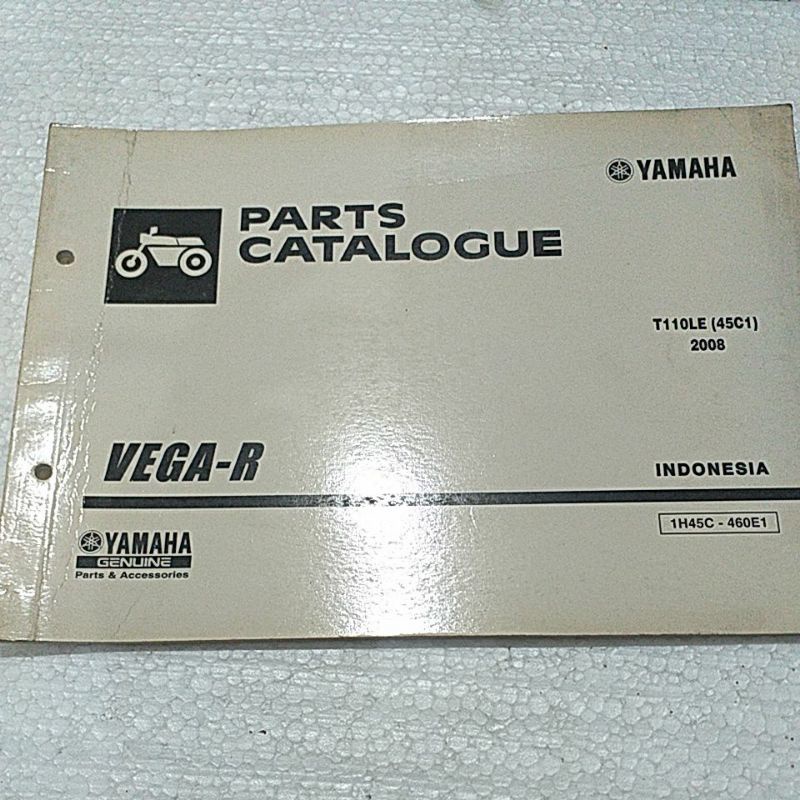 YAMAHA
PARTS
CATALOGUE
T110LE (45C1)
2008
VEGA-R
INDONESIA
1H45C - 460E1
YAMAHA
GENUINE
Parts & Accessories